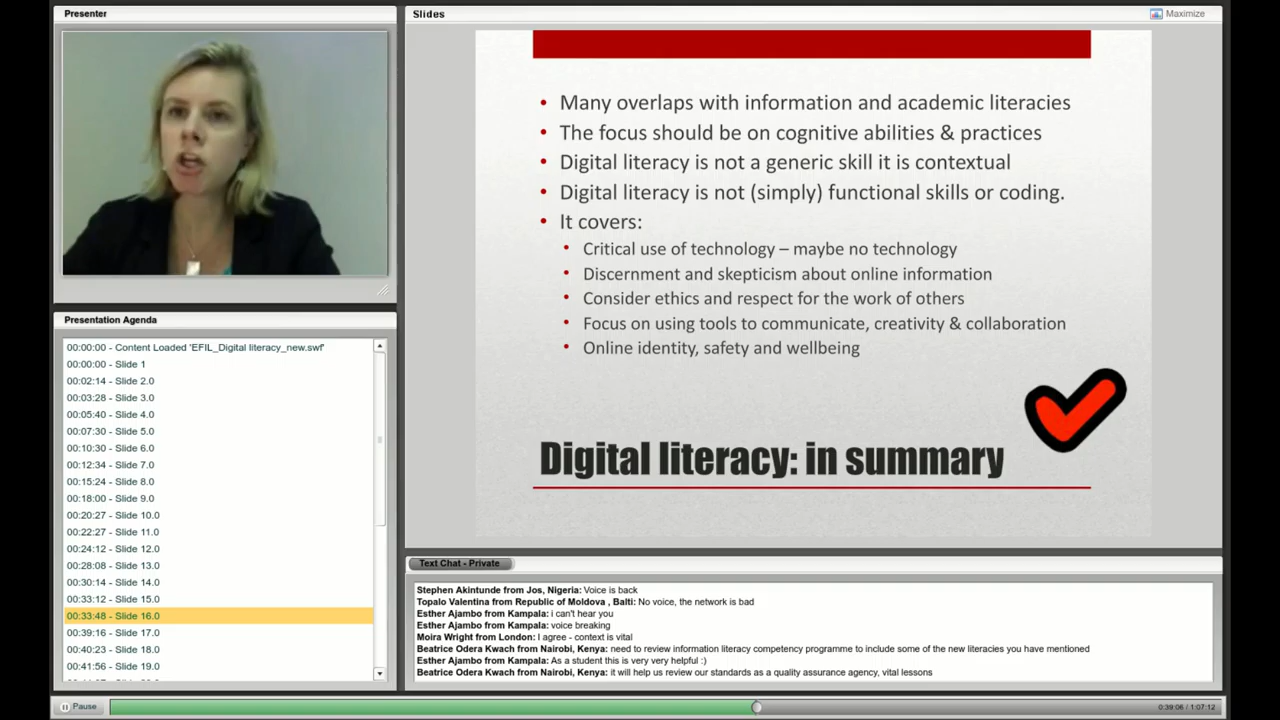 Presenter
Slides
Maximize
• Many overlaps with information and academic literacies
• The focus should be on cognitive abilities & practices
• Digital literacy is not a generic skill it is contextual
• Digital literacy is not (simply) functional skills or coding.
• It covers:
• Critical use of technology – maybe no technology
• Discernment and skepticism about online information
• Consider ethics and respect for the work of others
• Focus on using tools to communicate, creativity & collaboration
• Online identity, safety and wellbeing
Digital literacy: in summary
Presentation Agenda
00:00:00 - Content Loaded 'EFIL_Digital literacy_new.swf'
00:00:00 - Slide 1
00:02:14 - Slide 2.0
00:03:28 - Slide 3.0
00:05:40 - Slide 4.0
00:07:30 - Slide 5.0
00:10:30 - Slide 6.0
00:12:34 - Slide 7.0
00:15:24 - Slide 8.0
00:18:00 - Slide 9.0
00:20:27 - Slide 10.0
00:22:27 - Slide 11.0
00:24:12 - Slide 12.0
00:28:08 - Slide 13.0
00:30:14 - Slide 14.0
00:33:12 - Slide 15.0
00:33:48 - Slide 16.0
00:39:16 - Slide 17.0
00:40:23 - Slide 18.0
00:41:56 - Slide 19.0
Text Chat - Private
Stephen Akintunde from Jos, Nigeria: Voice is back
Topalo Valentina from Republic of Moldova , Balti: No voice, the network is bad
Esther Ajambo from Kampala: i can't hear you
Esther Ajambo from Kampala: voice breaking
Moira Wright from London: I agree - context is vital
Beatrice Odera Kwach from Nairobi, Kenya: need to review information literacy competency programme to include some of the new literacies you have mentioned
Esther Ajambo from Kampala: As a student this is very very helpful :)
Beatrice Odera Kwach from Nairobi, Kenya: it will help us review our standards as a quality assurance agency, vital lessons
Pause
0:39:06 / 1:07:12